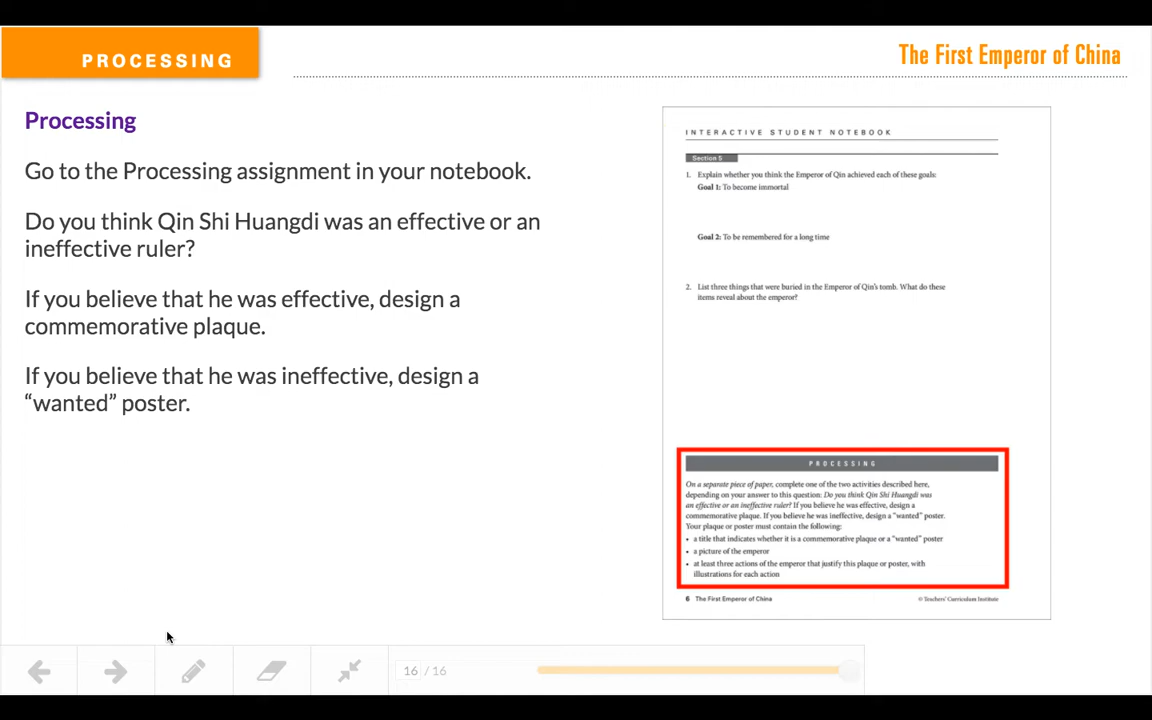 PROCESSING
The First Emperor of China
Processing
Go to the Processing assignment in your notebook.
Do you think Qin Shi Huangdi was an effective or an
ineffective ruler?
If you believe that he was effective, design a
commemorative plaque.
If you believe that he was ineffective, design a
“wanted” poster.
INTERACTIVE STUDENT NOTEBOOK
Section 5
1. Explain whether you think the Emperor of Qin achieved each of these goals:
Goal 1: To become immortal
Goal 2: To be remembered for a long time
2. List three things that were buried in the Emperor of Qin's tomb. What do these
items reveal about the emperor?
PROCESSING
On a separate piece of paper, complete one of the two activities described here,
depending on your answer to this question: Do you think Qin Shi Huangdi was
an effective or an ineffective ruler? If you believe he was effective, design a
commemorative plaque. If you believe he was ineffective, design a “wanted” poster.
Your plaque or poster must contain the following:
• a title that indicates whether it is a commemorative plaque or a “wanted” poster
• a picture of the emperor
• at least three actions of the emperor that justify this plaque or poster, with
illustrations for each action
6 The First Emperor of China
© Teachers' Curriculum Institute
16 / 16